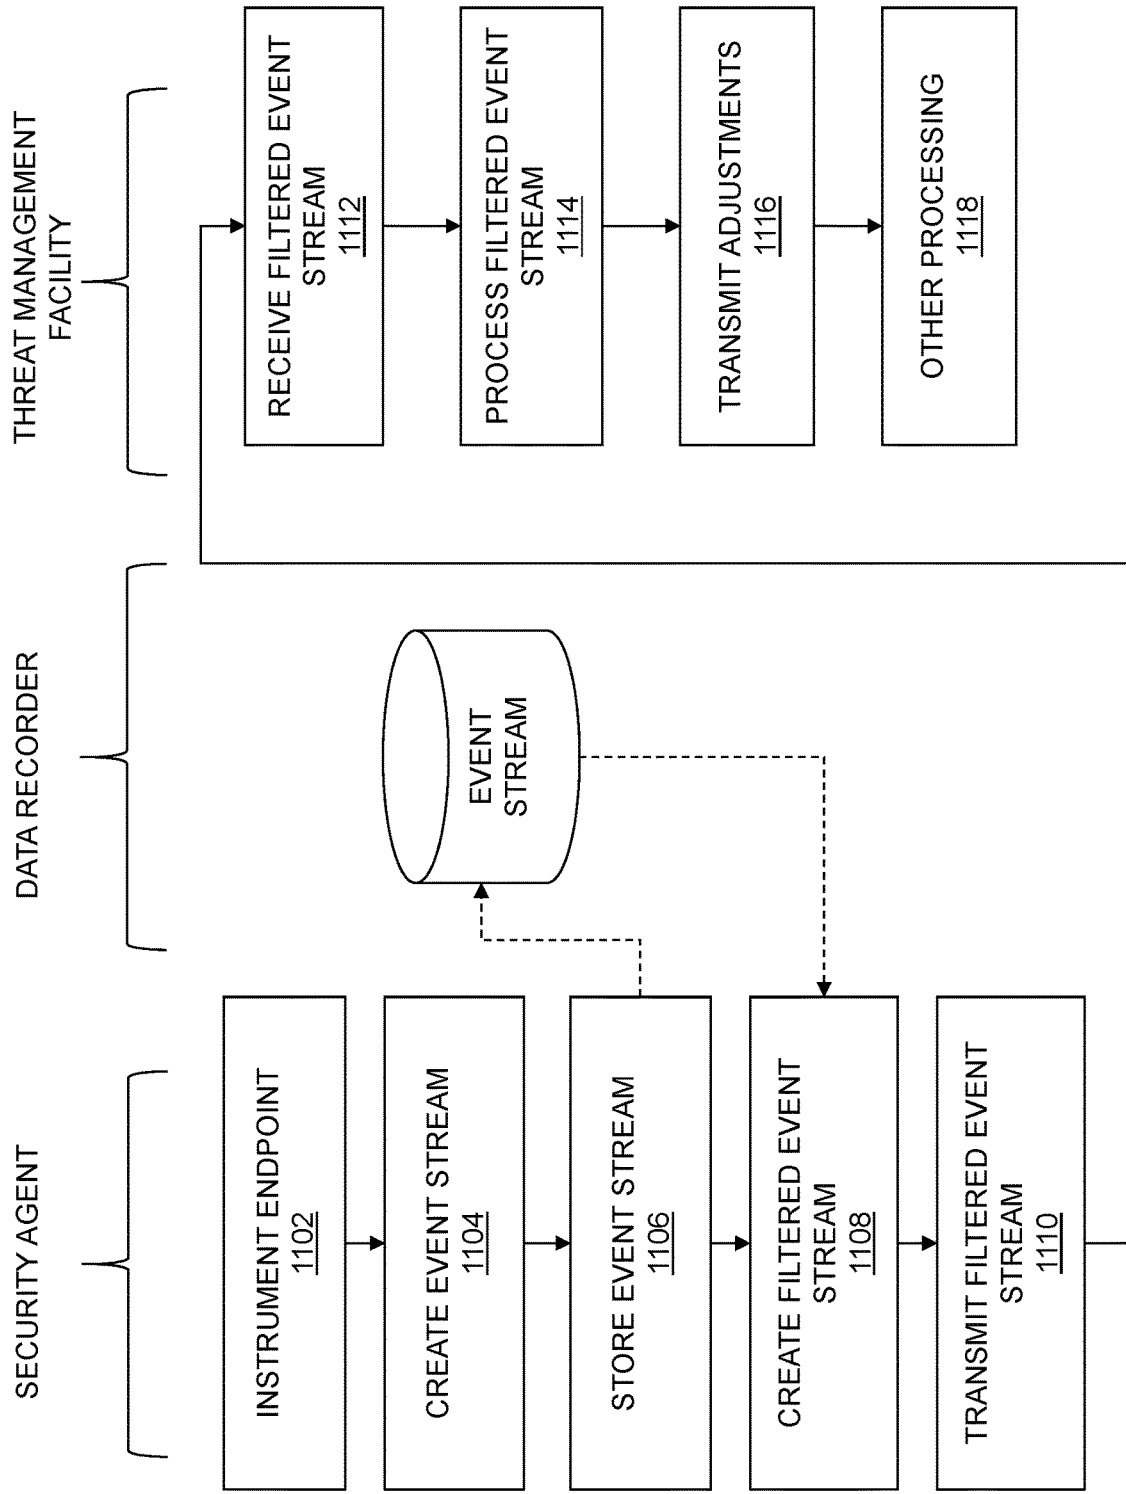 SECURITY AGENT
DATA RECORDER
THREAT MANAGEMENT
FACILITY
INSTRUMENT ENDPOINT
1102
CREATE EVENT STREAM
1104
STORE EVENT STREAM
1106
CREATE FILTERED EVENT
STREAM
1108
TRANSMIT FILTERED EVENT
STREAM
1110
EVENT
STREAM
RECEIVE FILTERED EVENT
STREAM
1112
PROCESS FILTERED EVENT
STREAM
1114
TRANSMIT ADJUSTMENTS
1116
OTHER PROCESSING
1118